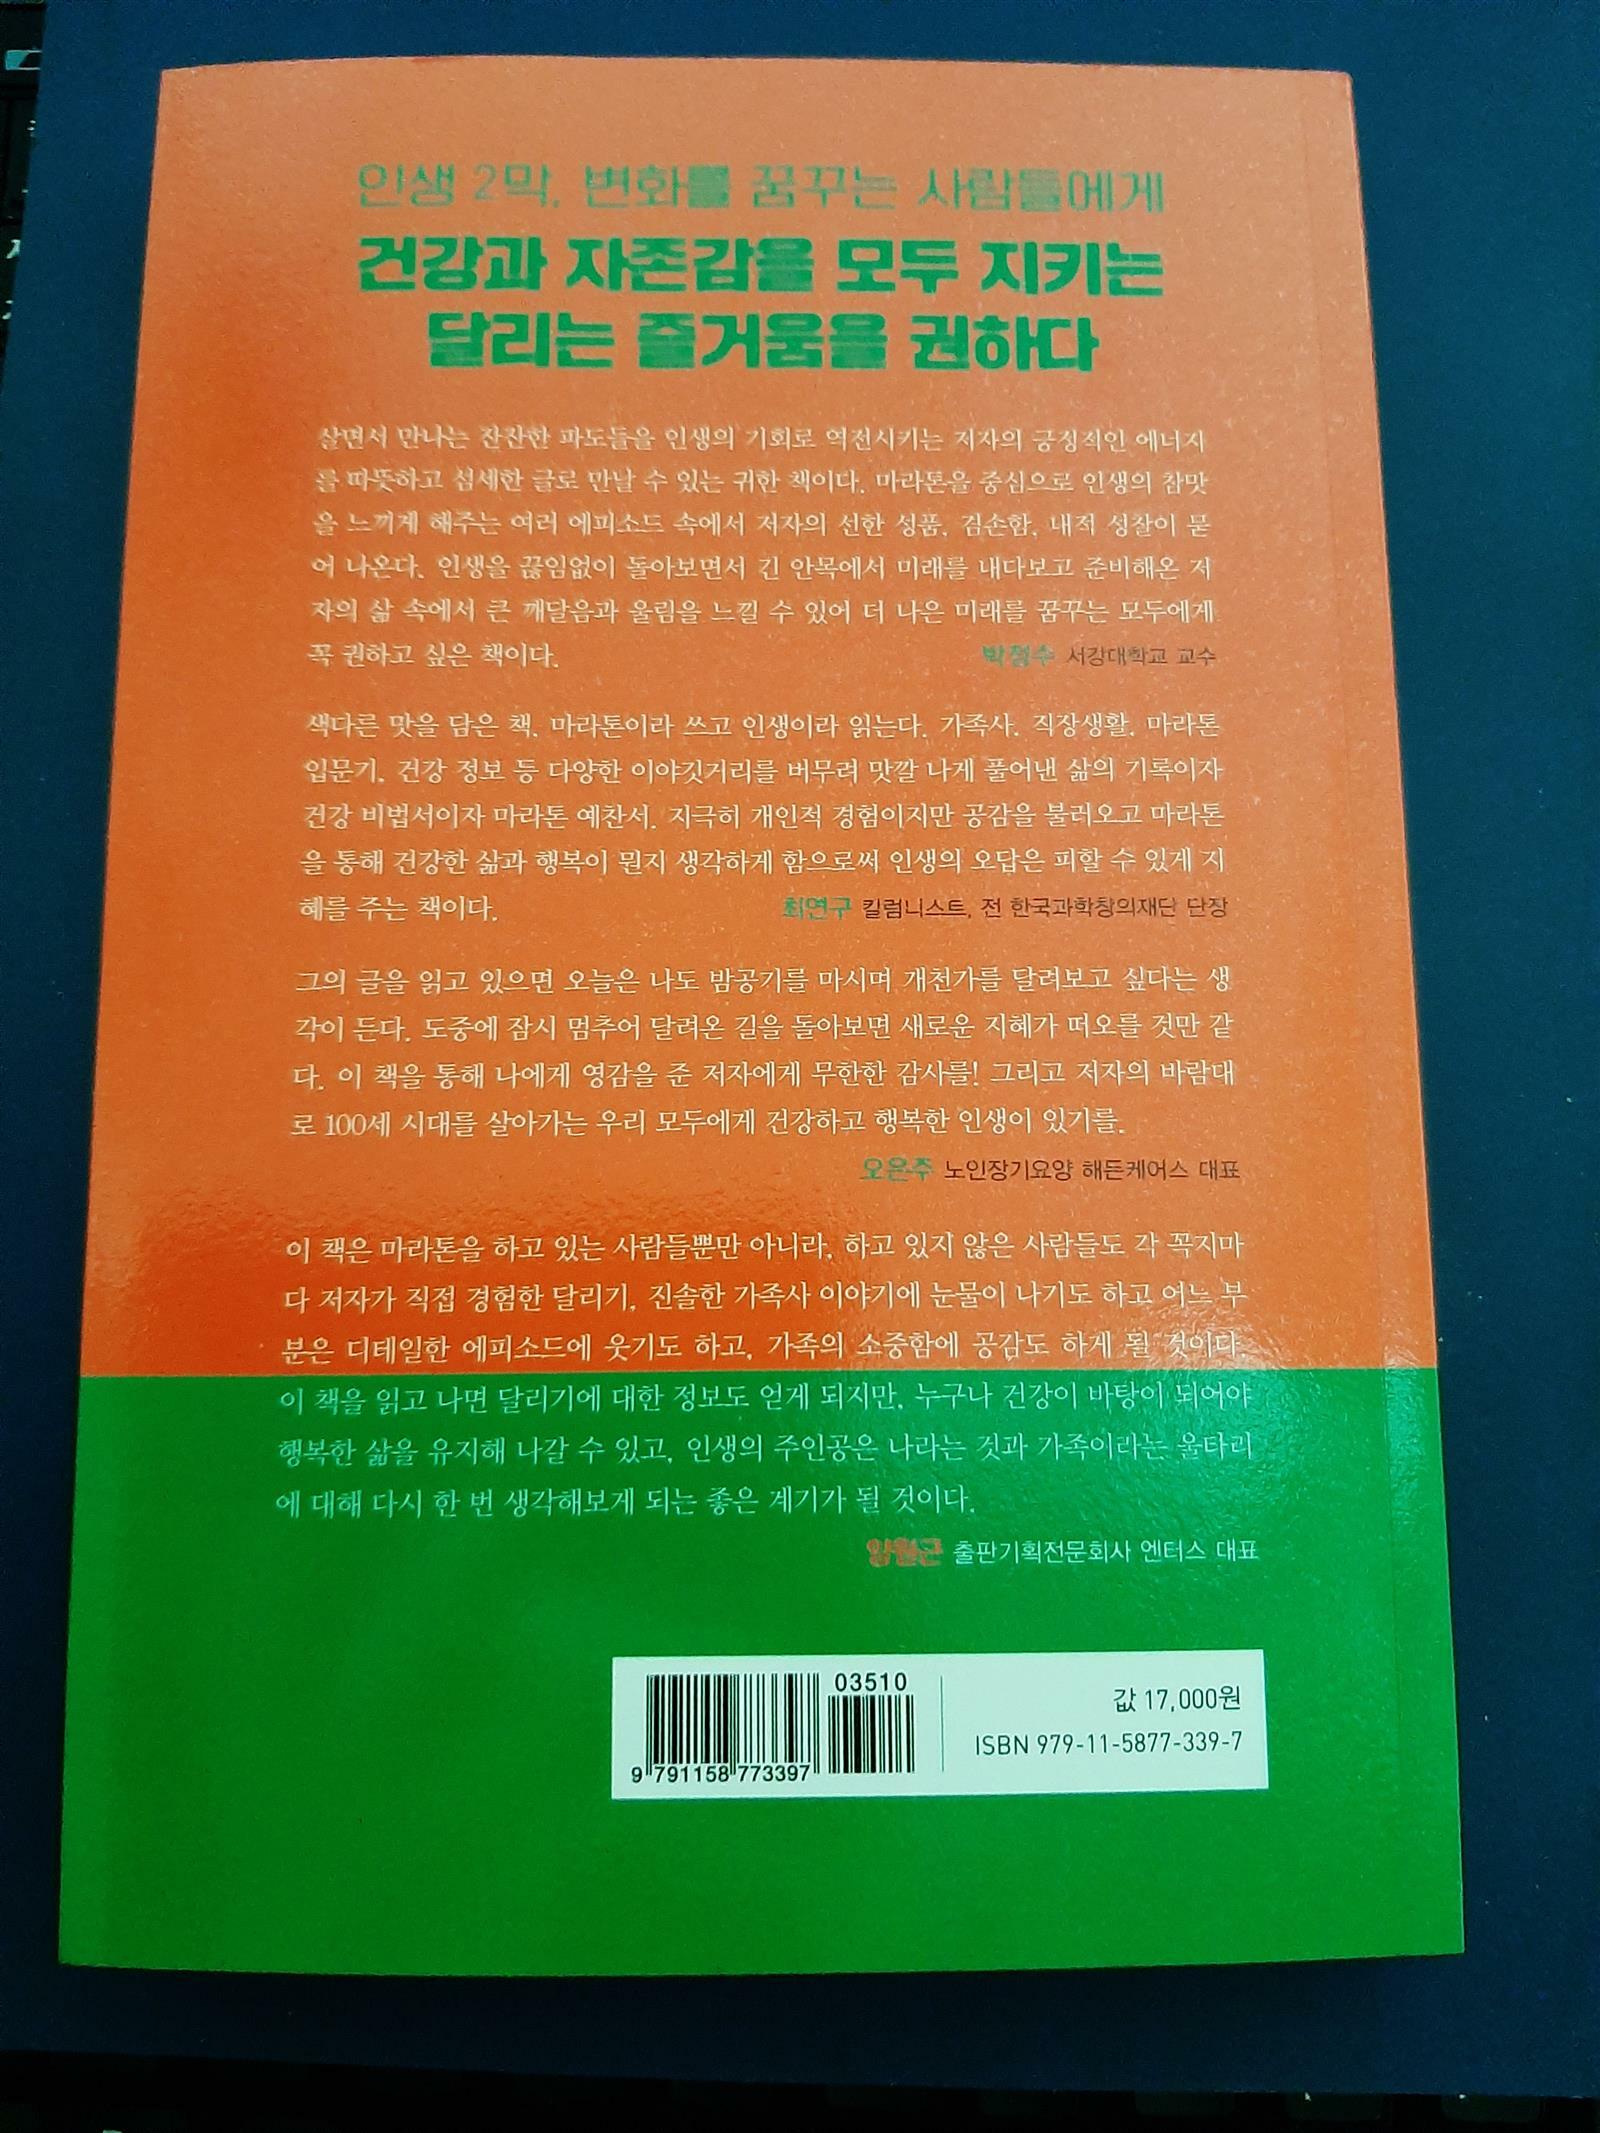 인생 2막, 변화를 꿈꾸는 사람들에게
건강과 자존감을 모두 지키는
달리는 즐거움을 권하다
살면서 만나는 잔잔한 파도들을 인생의 기회로 역전시키는 저자의 긍정적인 에너지
를 따뜻하고 섬세한 글로 만날 수 있는 귀한 책이다. 마라톤을 중심으로 인생의 참맛
을 느끼게 해주는 여러 에피소드 속에서 저자의 선한 성품, 겸손함, 내적 성찰이 묻
어 나온다. 인생을 끊임없이 돌아보면서 긴 안목에서 미래를 내다보고 준비해온 저
자의 삶 속에서 큰 깨달음과 울림을 느낄 수 있어 더 나은 미래를 꿈꾸는 모두에게
꼭 권하고 싶은 책이다.
박정수 서강대학교 교수
색다른 맛을 담은 책. 마라톤이라 쓰고 인생이라 읽는다. 가족사, 직장생활, 마라톤
입문기, 건강 정보 등 다양한 이야깃거리를 버무려 맛깔 나게 풀어낸 삶의 기록이자
건강 비법서이자 마라톤 예찬서. 지극히 개인적 경험이지만 공감을 불러오고 마라톤
을 통해 건강한 삶과 행복이 뭔지 생각하게 함으로써 인생의 오답은 피할 수 있게 지
혜를 주는 책이다.
최연구 칼럼니스트, 전 한국과학창의재단 단장
그의 글을 읽고 있으면 오늘은 나도 밤공기를 마시며 개천가를 달려보고 싶다는 생
각이 든다. 도중에 잠시 멈추어 달려온 길을 돌아보면 새로운 지혜가 떠오를 것만 같
다. 이 책을 통해 나에게 영감을 준 저자에게 무한한 감사를! 그리고 저자의 바람대
로 100세 시대를 살아가는 우리 모두에게 건강하고 행복한 인생이 있기를.
오은주 노인장기요양 해든케어스 대표
이 책은 마라톤을 하고 있는 사람들뿐만 아니라, 하고 있지 않은 사람들도 각 꼭지마
다 저자가 직접 경험한 달리기, 진솔한 가족사 이야기에 눈물이 나기도 하고 어느 부
분은 디테일한 에피소드에 웃기도 하고, 가족의 소중함에 공감도 하게 될 것이다.
이 책을 읽고 나면 달리기에 대한 정보도 얻게 되지만, 누구나 건강이 바탕이 되어야
행복한 삶을 유지해 나갈 수 있고, 인생의 주인공은 나라는 것과 가족이라는 울타리
에 대해 다시 한 번 생각해보게 되는 좋은 계기가 될 것이다.
양월근 출판기획전문회사 엔터스 대표
03510
9 791158 773397
값 17,000원
ISBN 979-11-5877-339-7